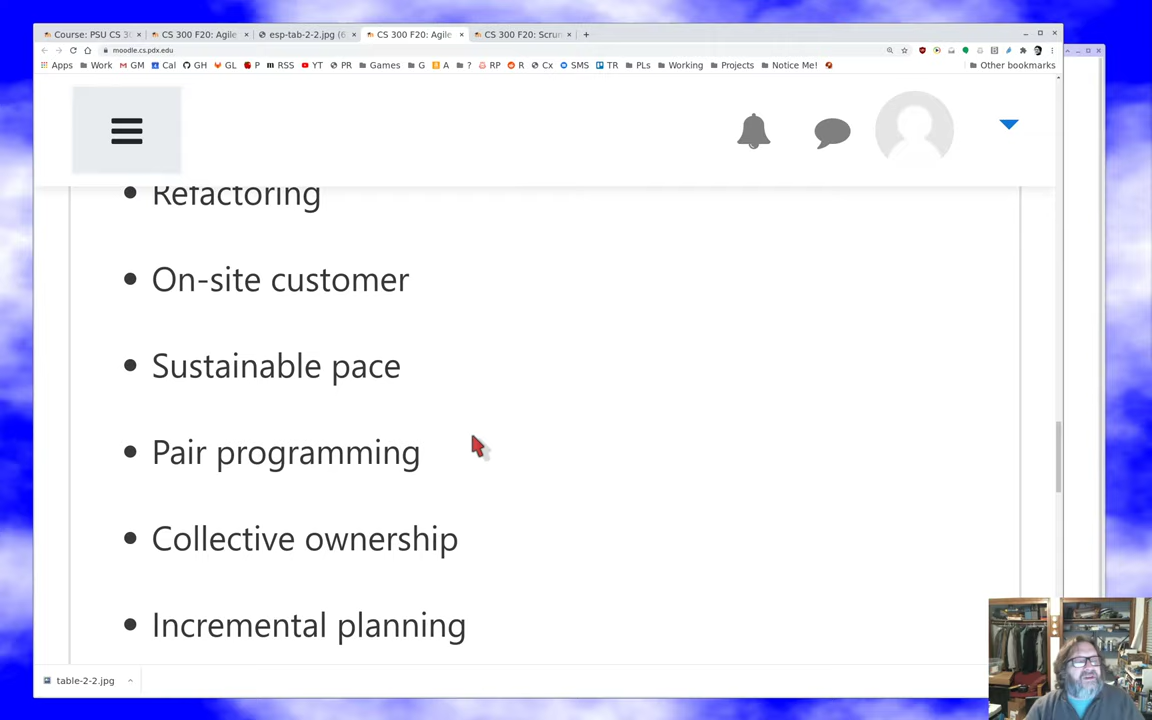 Course: PSU CS 3
CS 300 F20: Agile
esp-tab-2-2.jpg (6
CS 300 F20: Agile
CS 300 F20: Scrun
moodle.cs.pdx.edu
Apps Work GM Cal GH GL P RSS YT PR Games G A ? RP R Cx SMS TR PLs Working Projects Notice Me! Other bookmarks
Refactoring
On-site customer
Sustainable pace
Pair programming
Collective ownership
Incremental planning
table-2-2.jpg